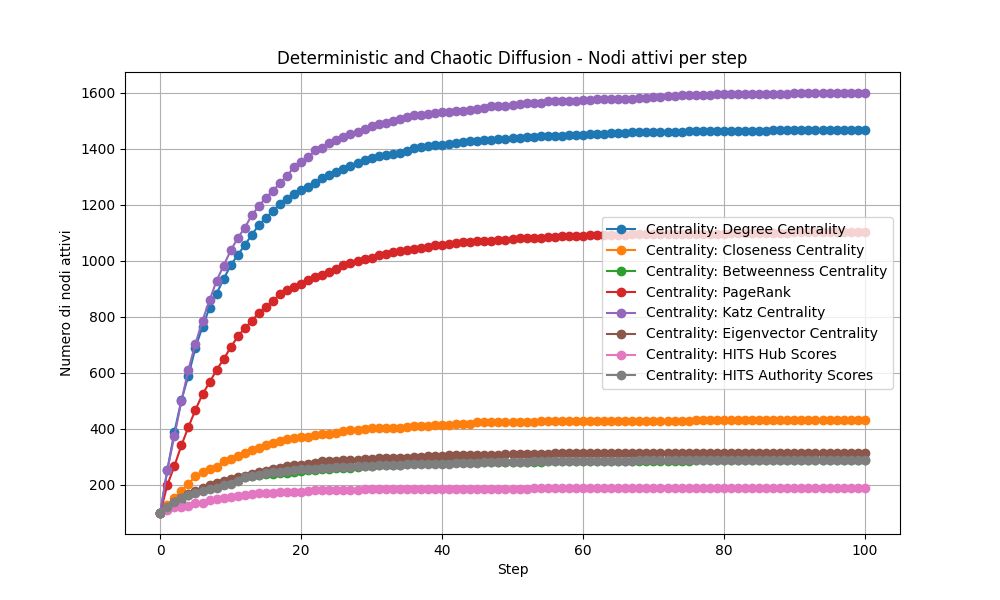 Deterministic and Chaotic Diffusion - Nodi attivi per step
Numero di nodi attivi
1600
1400
1200
1000
800
600
400
200
Centrality: Degree Centrality
Centrality: Closeness Centrality
Centrality: Betweenness Centrality
Centrality: PageRank
Centrality: Katz Centrality
Centrality: Eigenvector Centrality
Centrality: HITS Hub Scores
Centrality: HITS Authority Scores
0 20 40 60 80 100
Step